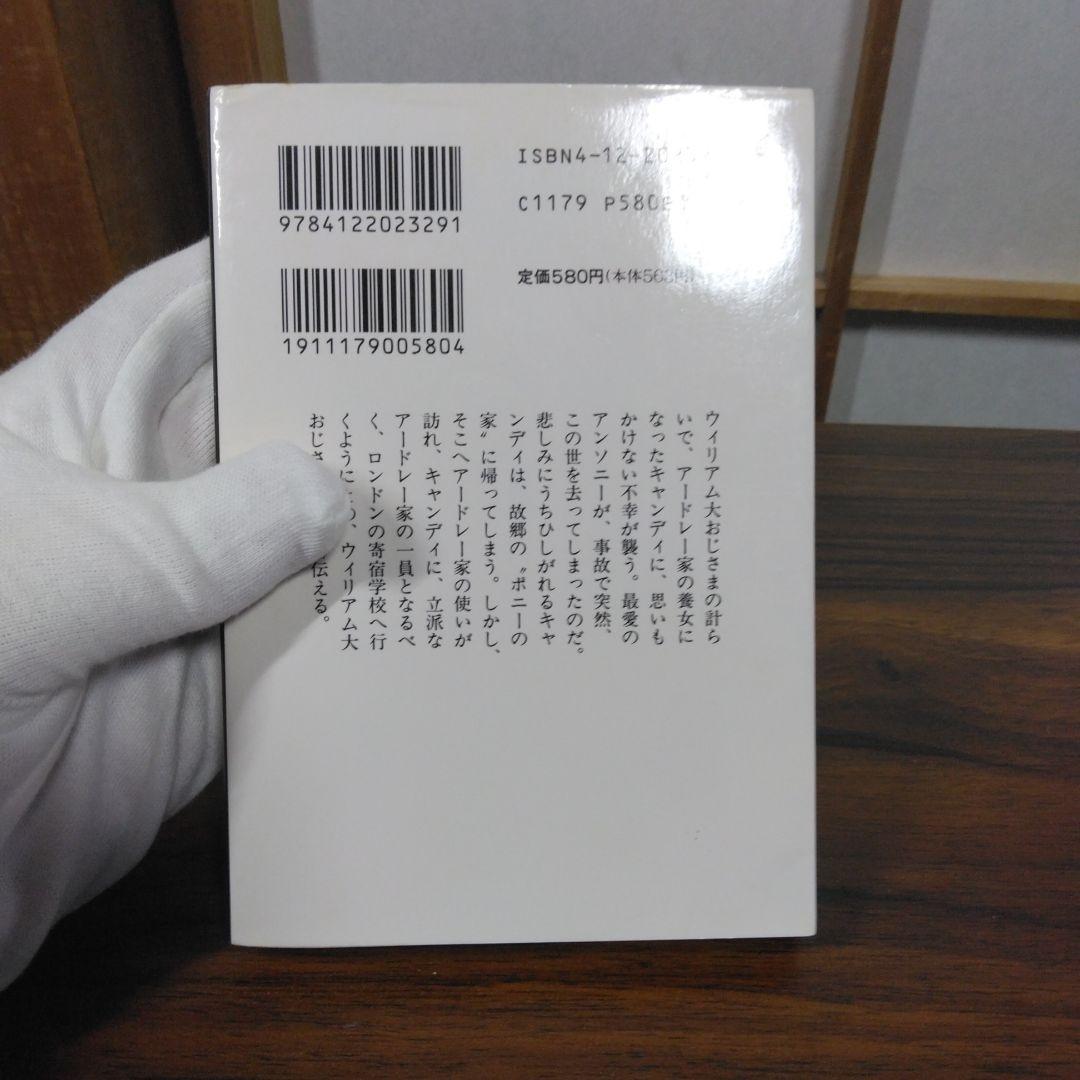 ISBN4-12-20
9784122023291
C1179 P580E
定価580円(本体563円)
1911179005804
ウィリアム大おじさまの計ら
いで、アードレー家の養女に
なったキャンディに、思いも
かけない不幸が襲う。最愛の
アンソニーが、事故で突然、
この世を去ってしまったのだ。
悲しみにうちひしがれるキャ
ンディは、故郷の〝ポニーの
家〟に帰ってしまう。しかし、
そこへアードレー家の使いが
訪れ、キャンディに、立派な
アードレー家の一員となるべ
く、ロンドンの寄宿学校へ行
くように、ウィリアム大
おじさ伝える。